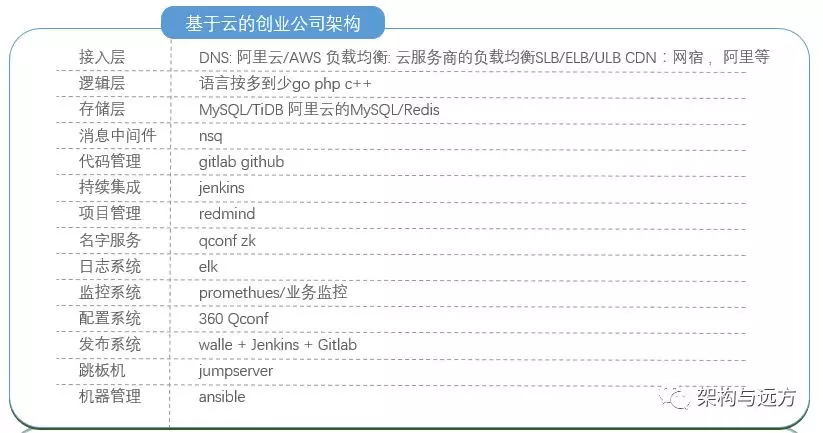 基于云的创业公司架构
接入层 DNS: 阿里云/AWS 负载均衡: 云服务商的负载均衡SLB/ELB/ULB CDN：网宿，阿里等
逻辑层 语言按多到少go php c++
存储层 MySQL/TiDB 阿里云的MySQL/Redis
消息中间件 nsq
代码管理 gitlab github
持续集成 jenkins
项目管理 redmind
名字服务 qconf zk
日志系统 elk
监控系统 promethues/业务监控
配置系统 360 Qconf
发布系统 walle + Jenkins + Gitlab
跳板机 jumpserver
机器管理 ansible
架构与远方